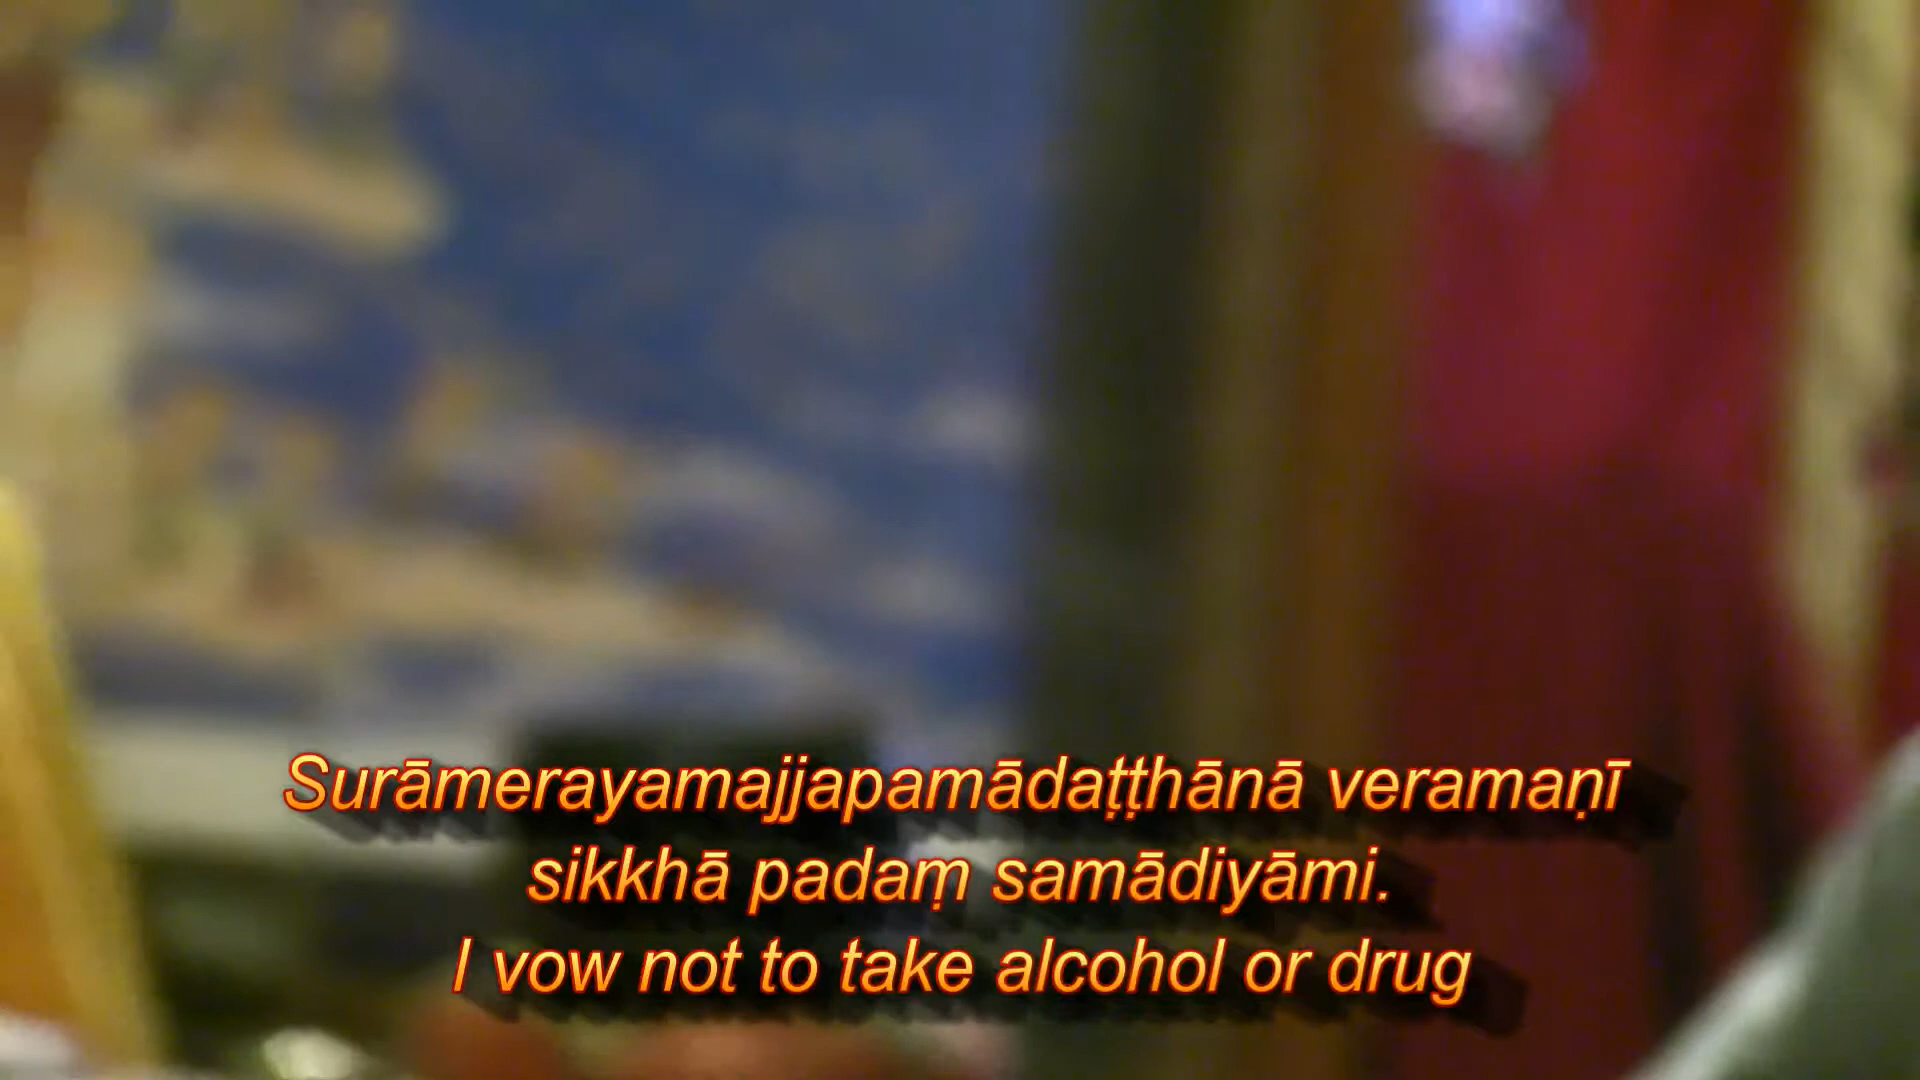 Surāmerayamajjapamādaṭṭhānā veramaṇī
sikkhā padaṃ samādiyāmi.
I vow not to take alcohol or drug